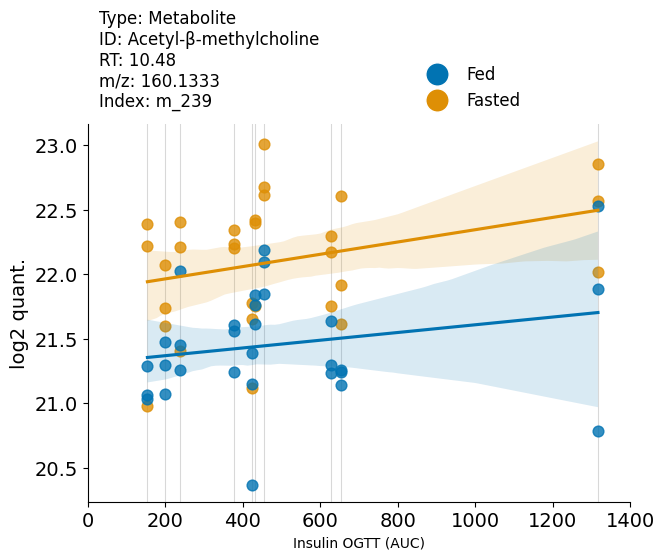 Type: Metabolite
ID: Acetyl-β-methylcholine
RT: 10.48
m/z: 160.1333
Index: m_239
Fed
Fasted
23.0
22.5
22.0
21.5
21.0
20.5
log2 quant.
0 200 400 600 800 1000 1200 1400
Insulin OGTT (AUC)